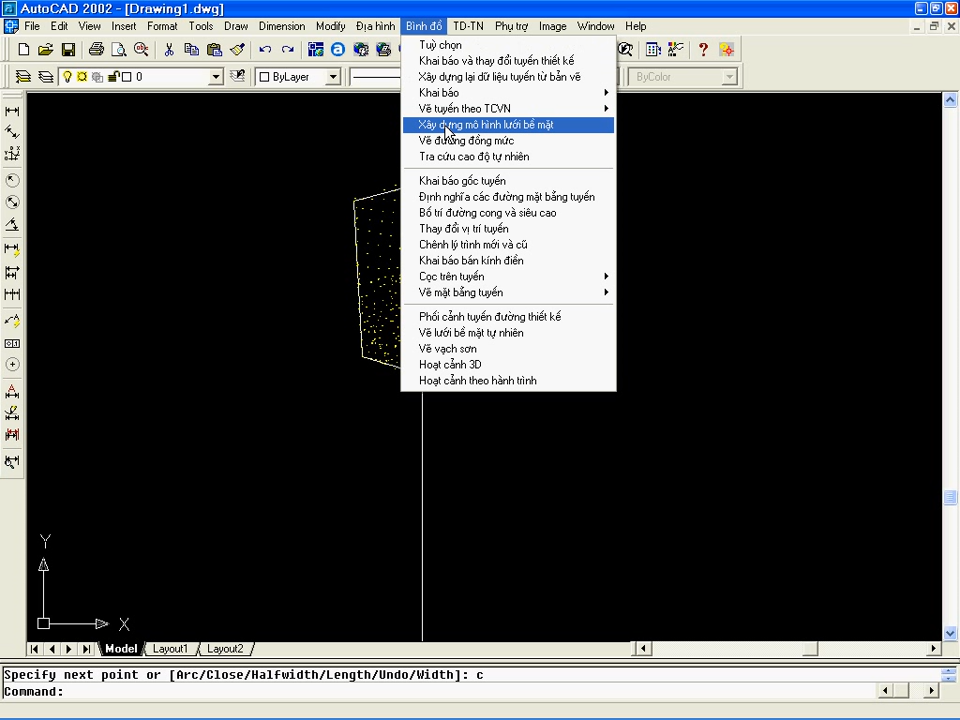 AutoCAD 2002 - [Drawing1.dwg]
File Edit View Insert Format Tools Draw Dimension Modify Địa hình Bình đồ TD-TN Phụ trợ Image Window Help
0 ByLayer ByColor
Tuỳ chọn
Khai báo và thay đổi tuyến thiết kế
Xây dựng lại dữ liệu tuyến từ bản vẽ
Khai báo
Vẽ tuyến theo TCVN
Xây dựng mô hình lưới bề mặt
Vẽ đường đồng mức
Tra cứu cao độ tự nhiên
Khai báo gốc tuyến
Định nghĩa các đường mặt bằng tuyến
Bố trí đường cong và siêu cao
Thay đổi vị trí tuyến
Chênh lý trình mới và cũ
Khai báo bán kính điển
Cọc trên tuyến
Vẽ mặt bằng tuyến
Phối cảnh tuyến đường thiết kế
Vẽ lưới bề mặt tự nhiên
Vẽ vạch sơn
Hoạt cảnh 3D
Hoạt cảnh theo hành trình
Y
X
Model Layout1 Layout2
Specify next point or [Arc/Close/Halfwidth/Length/Undo/Width]: c
Command: